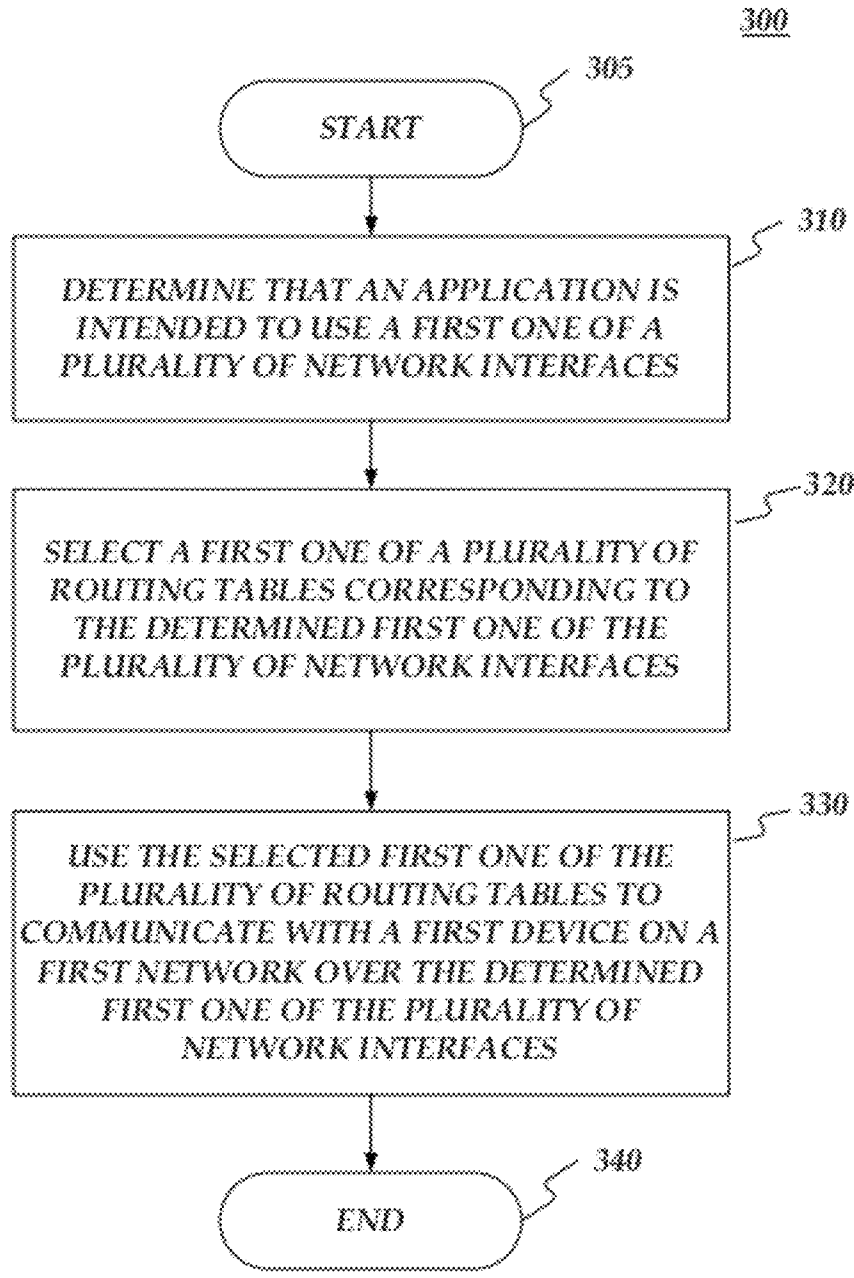 300
305
START
310
DETERMINE THAT AN APPLICATION IS
INTENDED TO USE A FIRST ONE OF A
PLURALITY OF NETWORK INTERFACES
320
SELECT A FIRST ONE OF A PLURALITY OF
ROUTING TABLES CORRESPONDING TO
THE DETERMINED FIRST ONE OF THE
PLURALITY OF NETWORK INTERFACES
330
USE THE SELECTED FIRST ONE OF THE
PLURALITY OF ROUTING TABLES TO
COMMUNICATE WITH A FIRST DEVICE ON A
FIRST NETWORK OVER THE DETERMINED
FIRST ONE OF THE PLURALITY OF
NETWORK INTERFACES
340
END